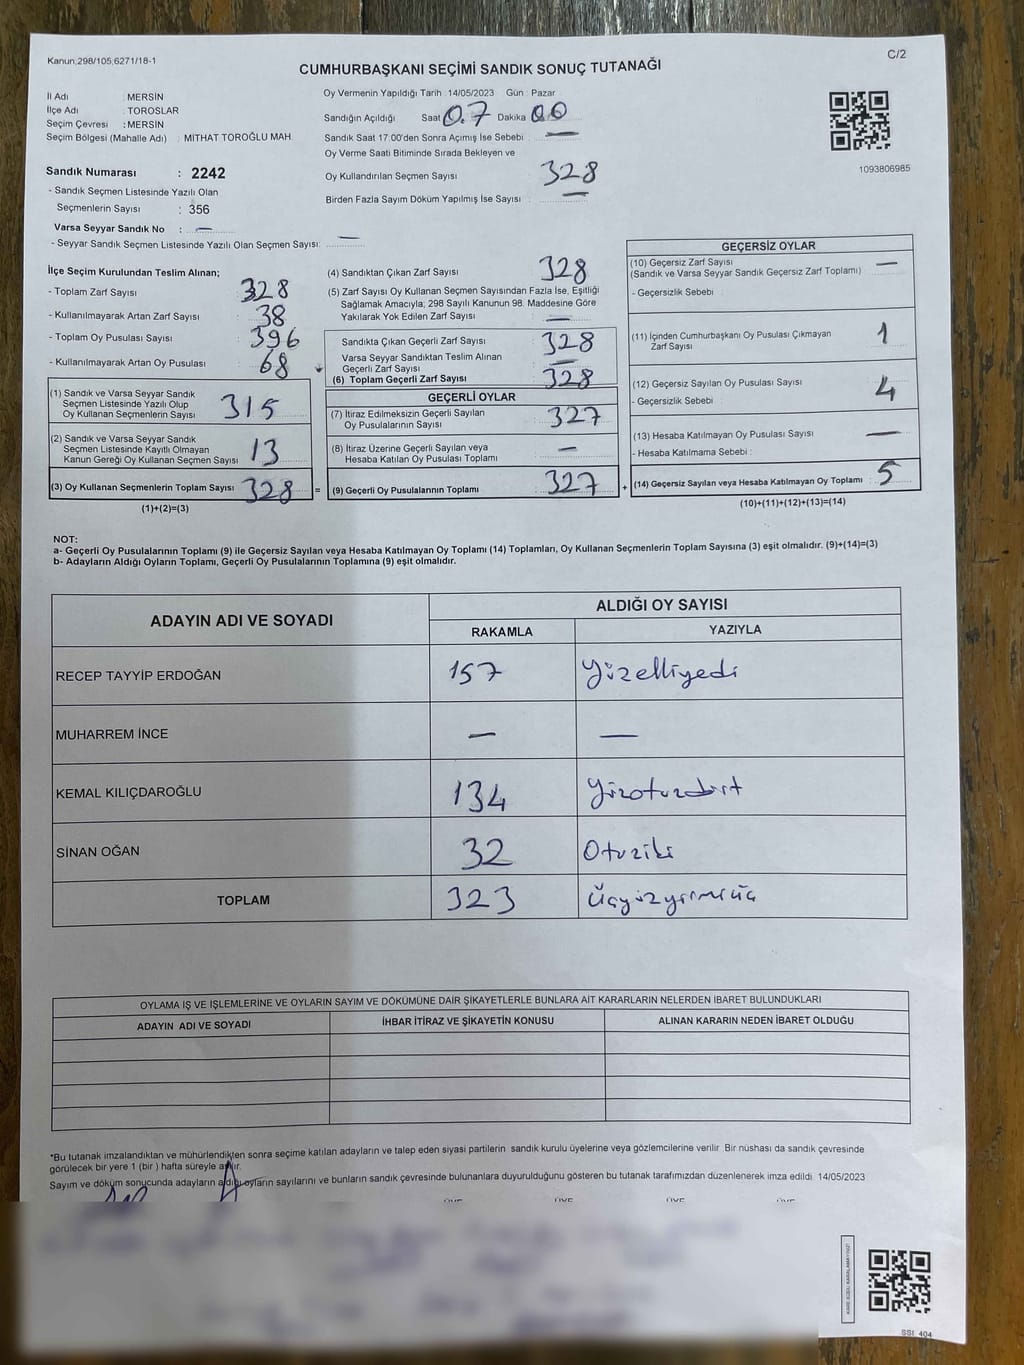 Kanun;298/105,6271/18-1
C/2
CUMHURBAŞKANI SEÇİMİ SANDIK SONUÇ TUTANAĞI
İl Adı : MERSİN
İlçe Adı : TOROSLAR
Seçim Çevresi : MERSİN
Seçim Bölgesi (Mahalle Adı) : MİTHAT TOROĞLU MAH.
Sandık Numarası : 2242
- Sandık Seçmen Listesinde Yazılı Olan
Seçmenlerin Sayısı : 356
Varsa Seyyar Sandık No : —
- Seyyar Sandık Seçmen Listesinde Yazılı Olan Seçmen Sayısı: —
Oy Vermenin Yapıldığı Tarih : 14/05/2023 Gün : Pazar
Sandığın Açıldığı Saat 07 Dakika 00
Sandık Saat 17:00'den Sonra Açımış İse Sebebi : —
Oy Verme Saati Bitiminde Sırada Bekleyen ve
Oy Kullandırılan Seçmen Sayısı : 328
Birden Fazla Sayım Döküm Yapılmış İse Sayısı : —
1093806985
İlçe Seçim Kurulundan Teslim Alınan;
- Toplam Zarf Sayısı : 328
- Kullanılmayarak Artan Zarf Sayısı : 38
- Toplam Oy Pusulası Sayısı : 396
- Kullanılmayarak Artan Oy Pusulası : 68
(1) Sandık ve Varsa Seyyar Sandık
Seçmen Listesinde Yazılı Olup
Oy Kullanan Seçmenlerin Sayısı : 315
(2) Sandık ve Varsa Seyyar Sandık
Seçmen Listesinde Kayıtlı Olmayan
Kanun Gereği Oy Kullanan Seçmen Sayısı : 13
(3) Oy Kullanan Seçmenlerin Toplam Sayısı : 328 =
(1)+(2)=(3)
(4) Sandıktan Çıkan Zarf Sayısı : 328
(5) Zarf Sayısı Oy Kullanan Seçmen Sayısından Fazla İse, Eşitliği
Sağlamak Amacıyla; 298 Sayılı Kanunun 98. Maddesine Göre
Yakılarak Yok Edilen Zarf Sayısı : —
Sandıkta Çıkan Geçerli Zarf Sayısı : 328
Varsa Seyyar Sandıktan Teslim Alınan
Geçerli Zarf Sayısı : —
(6) Toplam Geçerli Zarf Sayısı : 328
GEÇERLİ OYLAR
(7) İtiraz Edilmeksizin Geçerli Sayılan
Oy Pusulalarının Sayısı : 327
(8) İtiraz Üzerine Geçerli Sayılan veya
Hesaba Katılan Oy Pusulası Toplamı : —
(9) Geçerli Oy Pusulalarının Toplamı : 327 +
GEÇERSİZ OYLAR
(10) Geçersiz Zarf Sayısı : —
(Sandık ve Varsa Seyyar Sandık Geçersiz Zarf Toplamı)
- Geçersizlik Sebebi :
(11) İçinden Cumhurbaşkanı Oy Pusulası Çıkmayan
Zarf Sayısı : 1
(12) Geçersiz Sayılan Oy Pusulası Sayısı : 4
- Geçersizlik Sebebi :
(13) Hesaba Katılmayan Oy Pusulası Sayısı : —
- Hesaba Katılmama Sebebi :
(14) Geçersiz Sayılan veya Hesaba Katılmayan Oy Toplamı : 5
(10)+(11)+(12)+(13)=(14)
NOT:
a- Geçerli Oy Pusulalarının Toplamı (9) ile Geçersiz Sayılan veya Hesaba Katılmayan Oy Toplamı (14) Toplamları, Oy Kullanan Seçmenlerin Toplam Sayısına (3) eşit olmalıdır. (9)+(14)=(3)
b- Adayların Aldığı Oyların Toplamı, Geçerli Oy Pusulalarının Toplamına (9) eşit olmalıdır.
ADAYIN ADI VE SOYADI
ALDIĞI OY SAYISI
RAKAMLA YAZIYLA
RECEP TAYYİP ERDOĞAN 157 Yüzelliyedi
MUHARREM İNCE — —
KEMAL KILIÇDAROĞLU 134 Yüzotuzdört
SİNAN OĞAN 32 Otuziki
TOPLAM 323 Üçyüzyirmiüç
OYLAMA İŞ VE İŞLEMLERİNE VE OYLARIN SAYIM VE DÖKÜMÜNE DAİR ŞİKAYETLERLE BUNLARA AİT KARARLARIN NELERDEN İBARET BULUNDUKLARI
ADAYIN ADI VE SOYADI İHBAR İTİRAZ VE ŞİKAYETİN KONUSU ALINAN KARARIN NEDEN İBARET OLDUĞU
*Bu tutanak imzalandıktan ve mühürlendikten sonra seçime katılan adayların ve talep eden siyasi partilerin sandık kurulu üyelerine veya gözlemcilerine verilir. Bir nüshası da sandık çevresinde
görülecek bir yere 1 (bir) hafta süreyle asılır.
Sayım ve döküm sonucunda adayların aldığı oyların sayılarını ve bunların sandık çevresinde bulunanlara duyurulduğunu gösteren bu tutanak tarafımızdan düzenlenerek imza edildi. 14/05/2023
ÜYE ÜYE ÜYE ÜYE
SSI_404